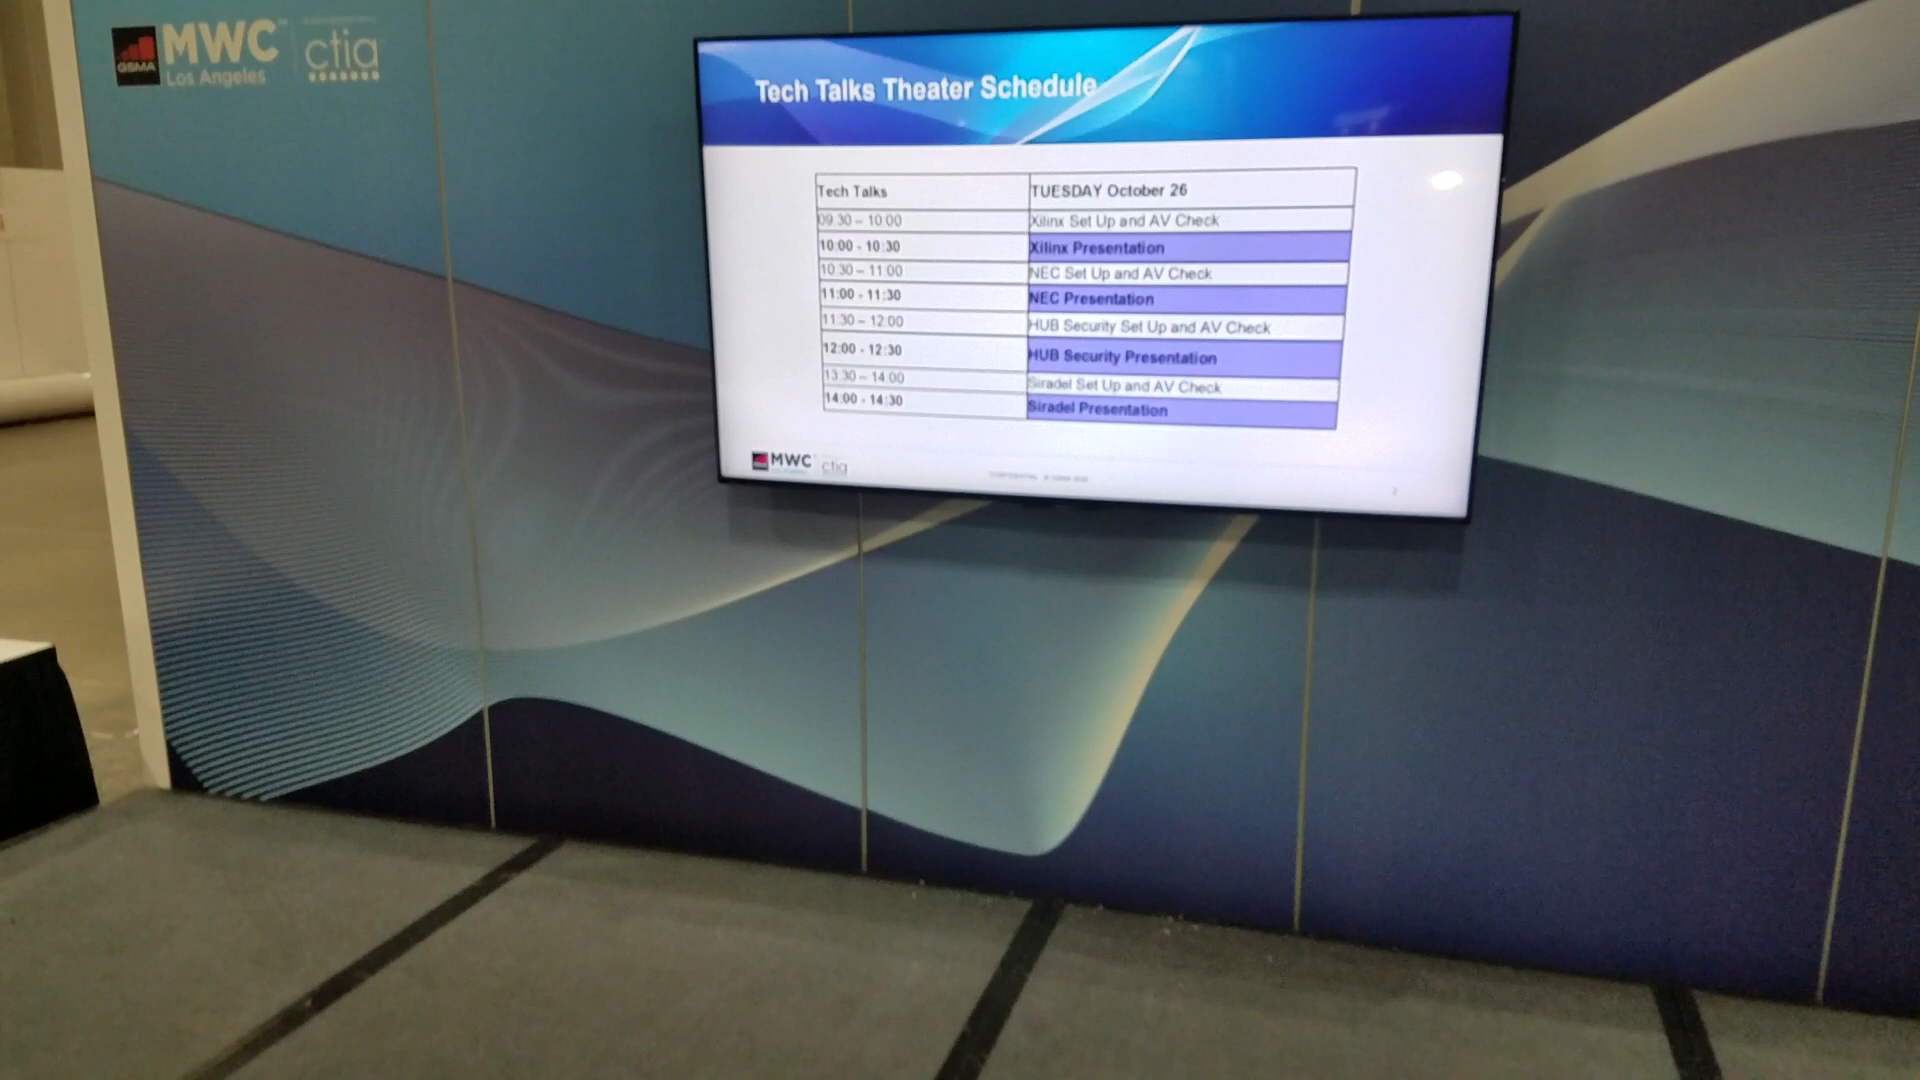 GSMA MWC Los Angeles ctia
Tech Talks Theater Schedule
Tech Talks TUESDAY October 26
09:30 – 10:00 Xilinx Set Up and AV Check
10:00 - 10:30 Xilinx Presentation
10:30 – 11:00 NEC Set Up and AV Check
11:00 - 11:30 NEC Presentation
11:30 – 12:00 HUB Security Set Up and AV Check
12:00 - 12:30 HUB Security Presentation
13:30 – 14:00 Siradel Set Up and AV Check
14:00 - 14:30 Siradel Presentation
MWC ctia